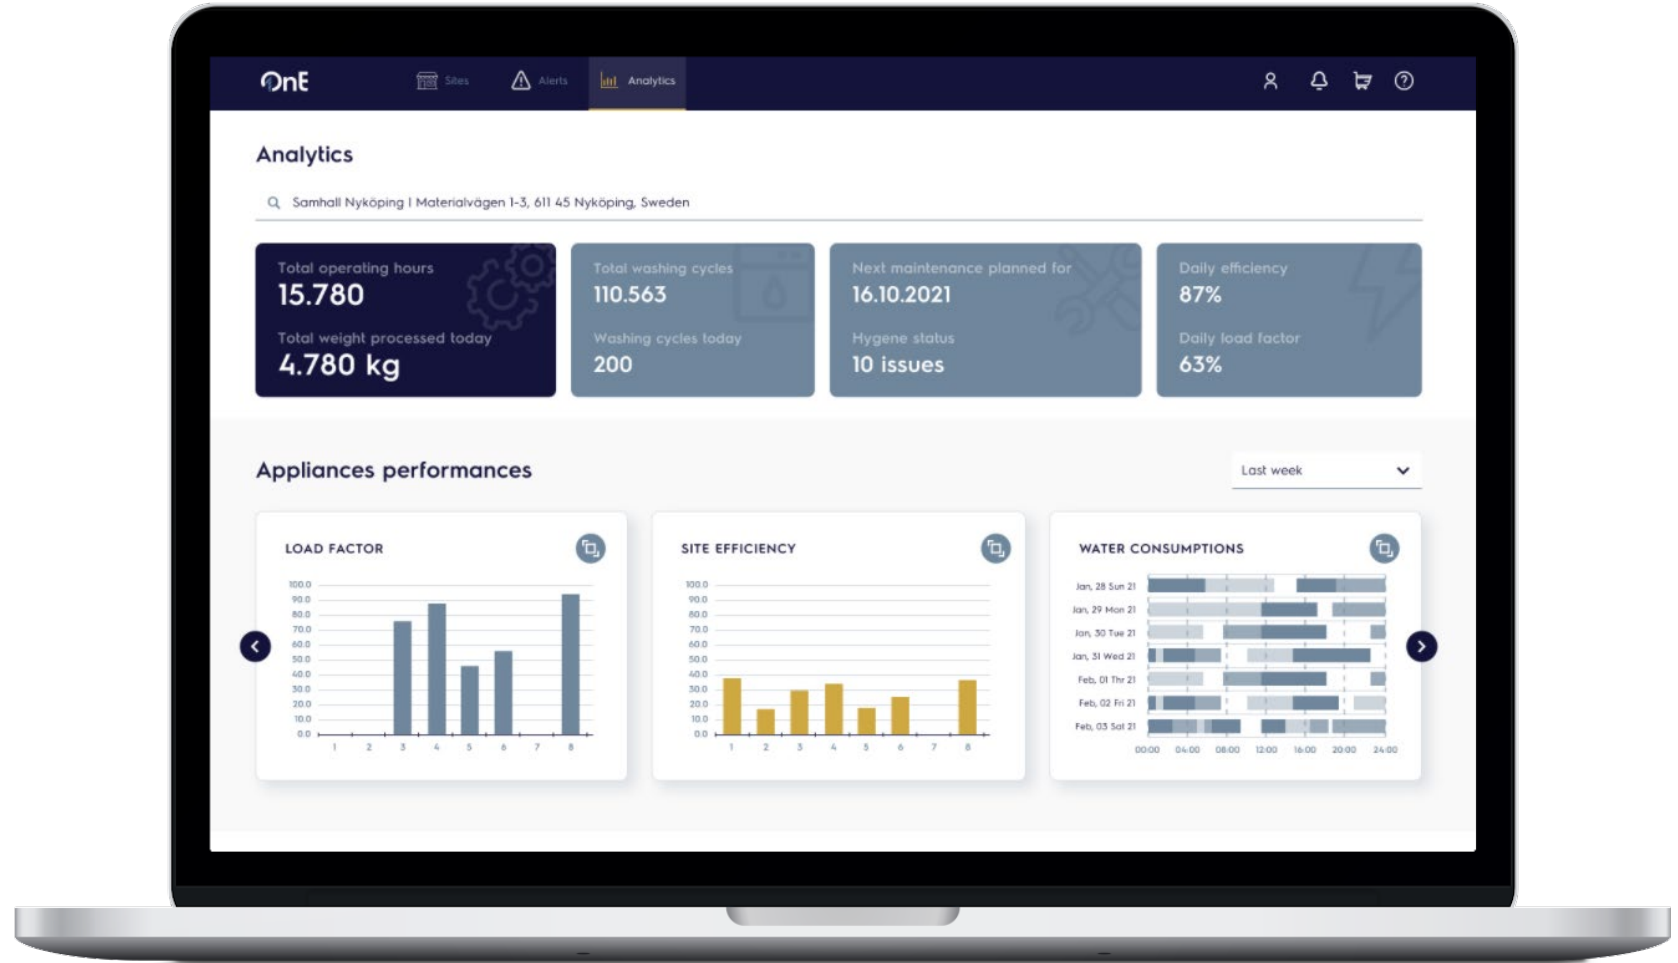 OnE
Sites
Alerts
Analytics
Analytics
Samhall Nyköping | Materialvägen 1-3, 611 45 Nyköping, Sweden
Total operating hours
15.780
Total weight processed today
4.780 kg
Total washing cycles
110.563
Washing cycles today
200
Next maintenance planned for
16.10.2021
Hygene status
10 issues
Daily efficiency
87%
Daily load factor
63%
Appliances performances
Last week
LOAD FACTOR
100.0
90.0
80.0
70.0
60.0
50.0
40.0
30.0
20.0
10.0
0.0
1 2 3 4 5 6 7 8
SITE EFFICIENCY
100.0
90.0
80.0
70.0
60.0
50.0
40.0
30.0
20.0
10.0
0.0
1 2 3 4 5 6 7 8
WATER CONSUMPTIONS
Jan, 28 Sun 21
Jan, 29 Mon 21
Jan, 30 Tue 21
Jan, 31 Wed 21
Feb, 01 Thr 21
Feb, 02 Fri 21
Feb, 03 Sat 21
00:00 04:00 08:00 12:00 16:00 20:00 24:00